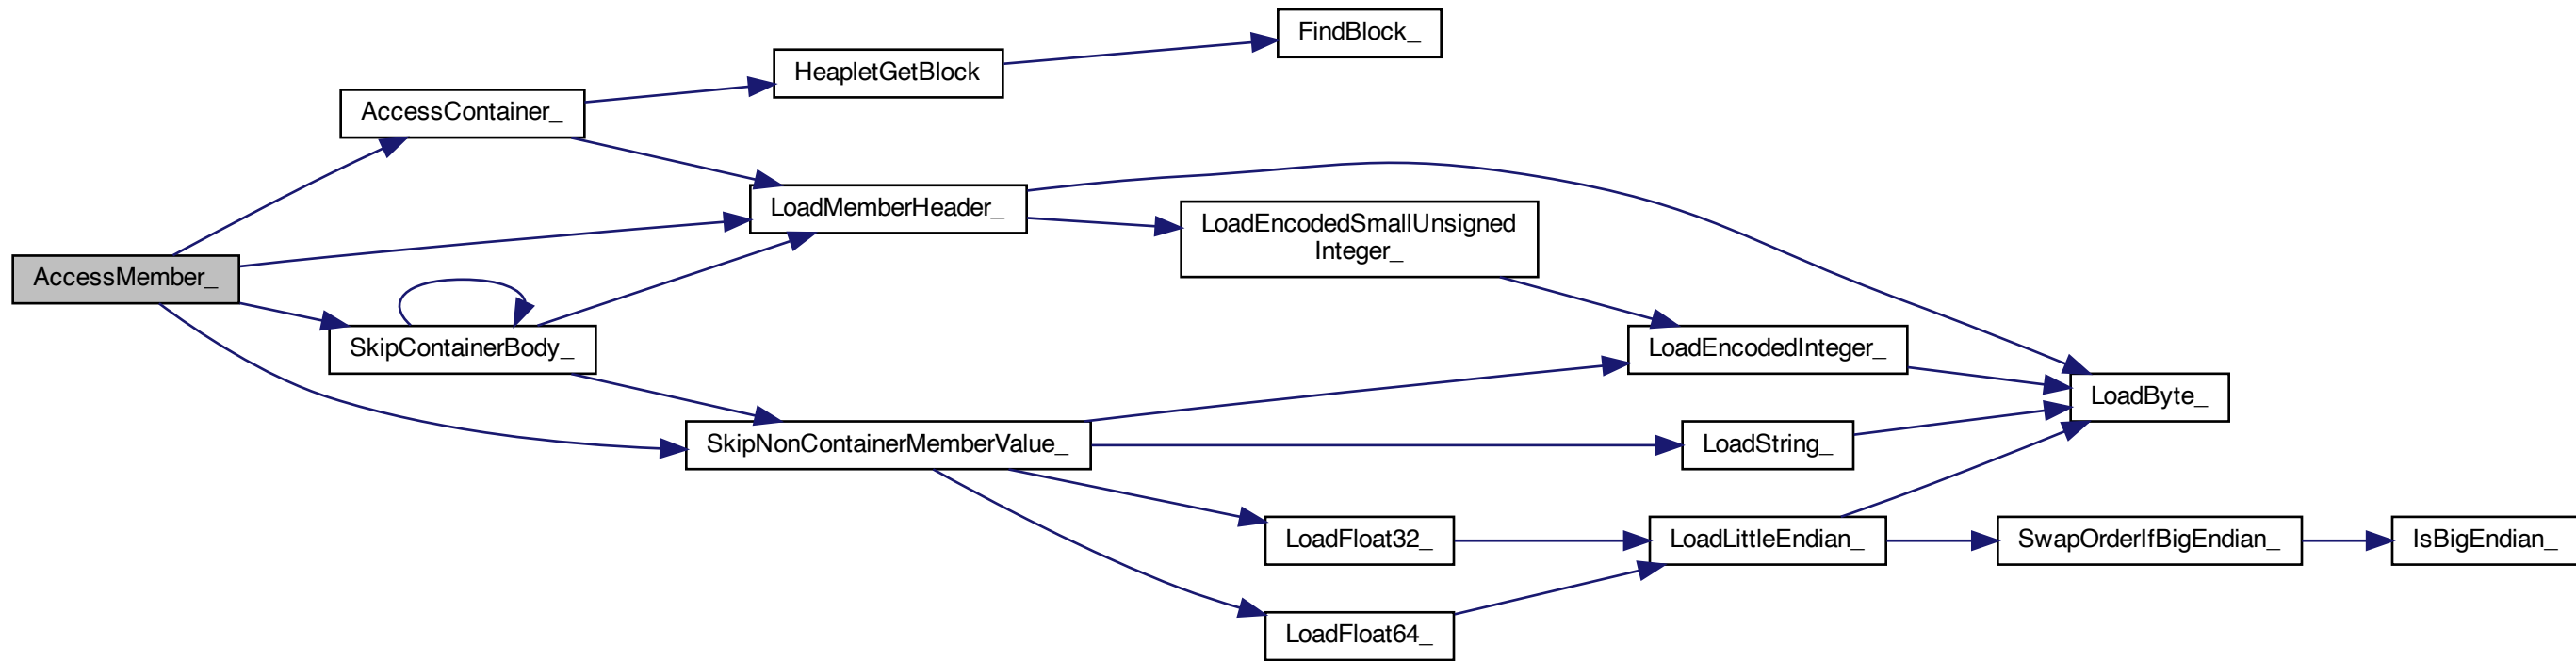 FindBlock_
HeapletGetBlock
AccessContainer_
LoadMemberHeader_
LoadEncodedSmallUnsigned
Integer_
AccessMember_
SkipContainerBody_
LoadEncodedInteger_
LoadByte_
SkipNonContainerMemberValue_
LoadString_
LoadFloat32_
LoadLittleEndian_
SwapOrderIfBigEndian_
IsBigEndian_
LoadFloat64_